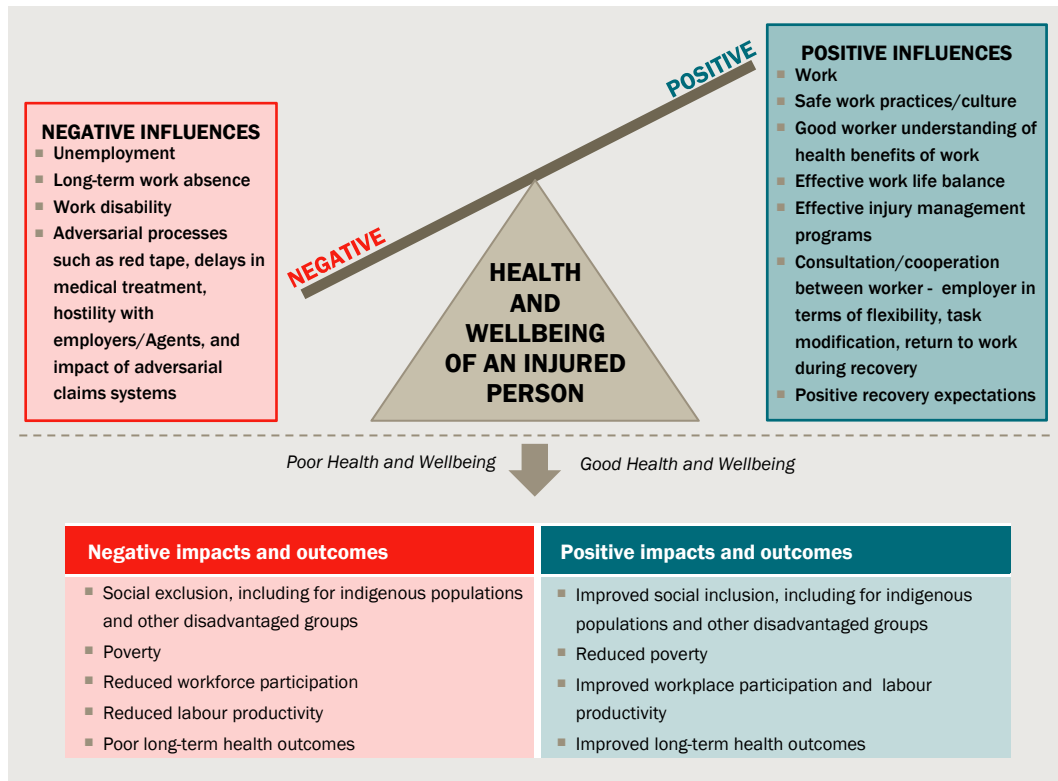 POSITIVE
NEGATIVE
NEGATIVE INFLUENCES
Unemployment
Long-term work absence
Work disability
Adversarial processes
such as red tape, delays in
medical treatment,
hostility with
employers/Agents, and
impact of adversarial
claims systems
HEALTH
AND
WELLBEING
OF AN INJURED
PERSON
POSITIVE INFLUENCES
Work
Safe work practices/culture
Good worker understanding of
health benefits of work
Effective work life balance
Effective injury management
programs
Consultation/cooperation
between worker - employer in
terms of flexibility, task
modification, return to work
during recovery
Positive recovery expectations
Poor Health and Wellbeing
Good Health and Wellbeing
Negative impacts and outcomes
Social exclusion, including for indigenous populations
and other disadvantaged groups
Poverty
Reduced workforce participation
Reduced labour productivity
Poor long-term health outcomes
Positive impacts and outcomes
Improved social inclusion, including for indigenous
populations and other disadvantaged groups
Reduced poverty
Improved workplace participation and labour
productivity
Improved long-term health outcomes